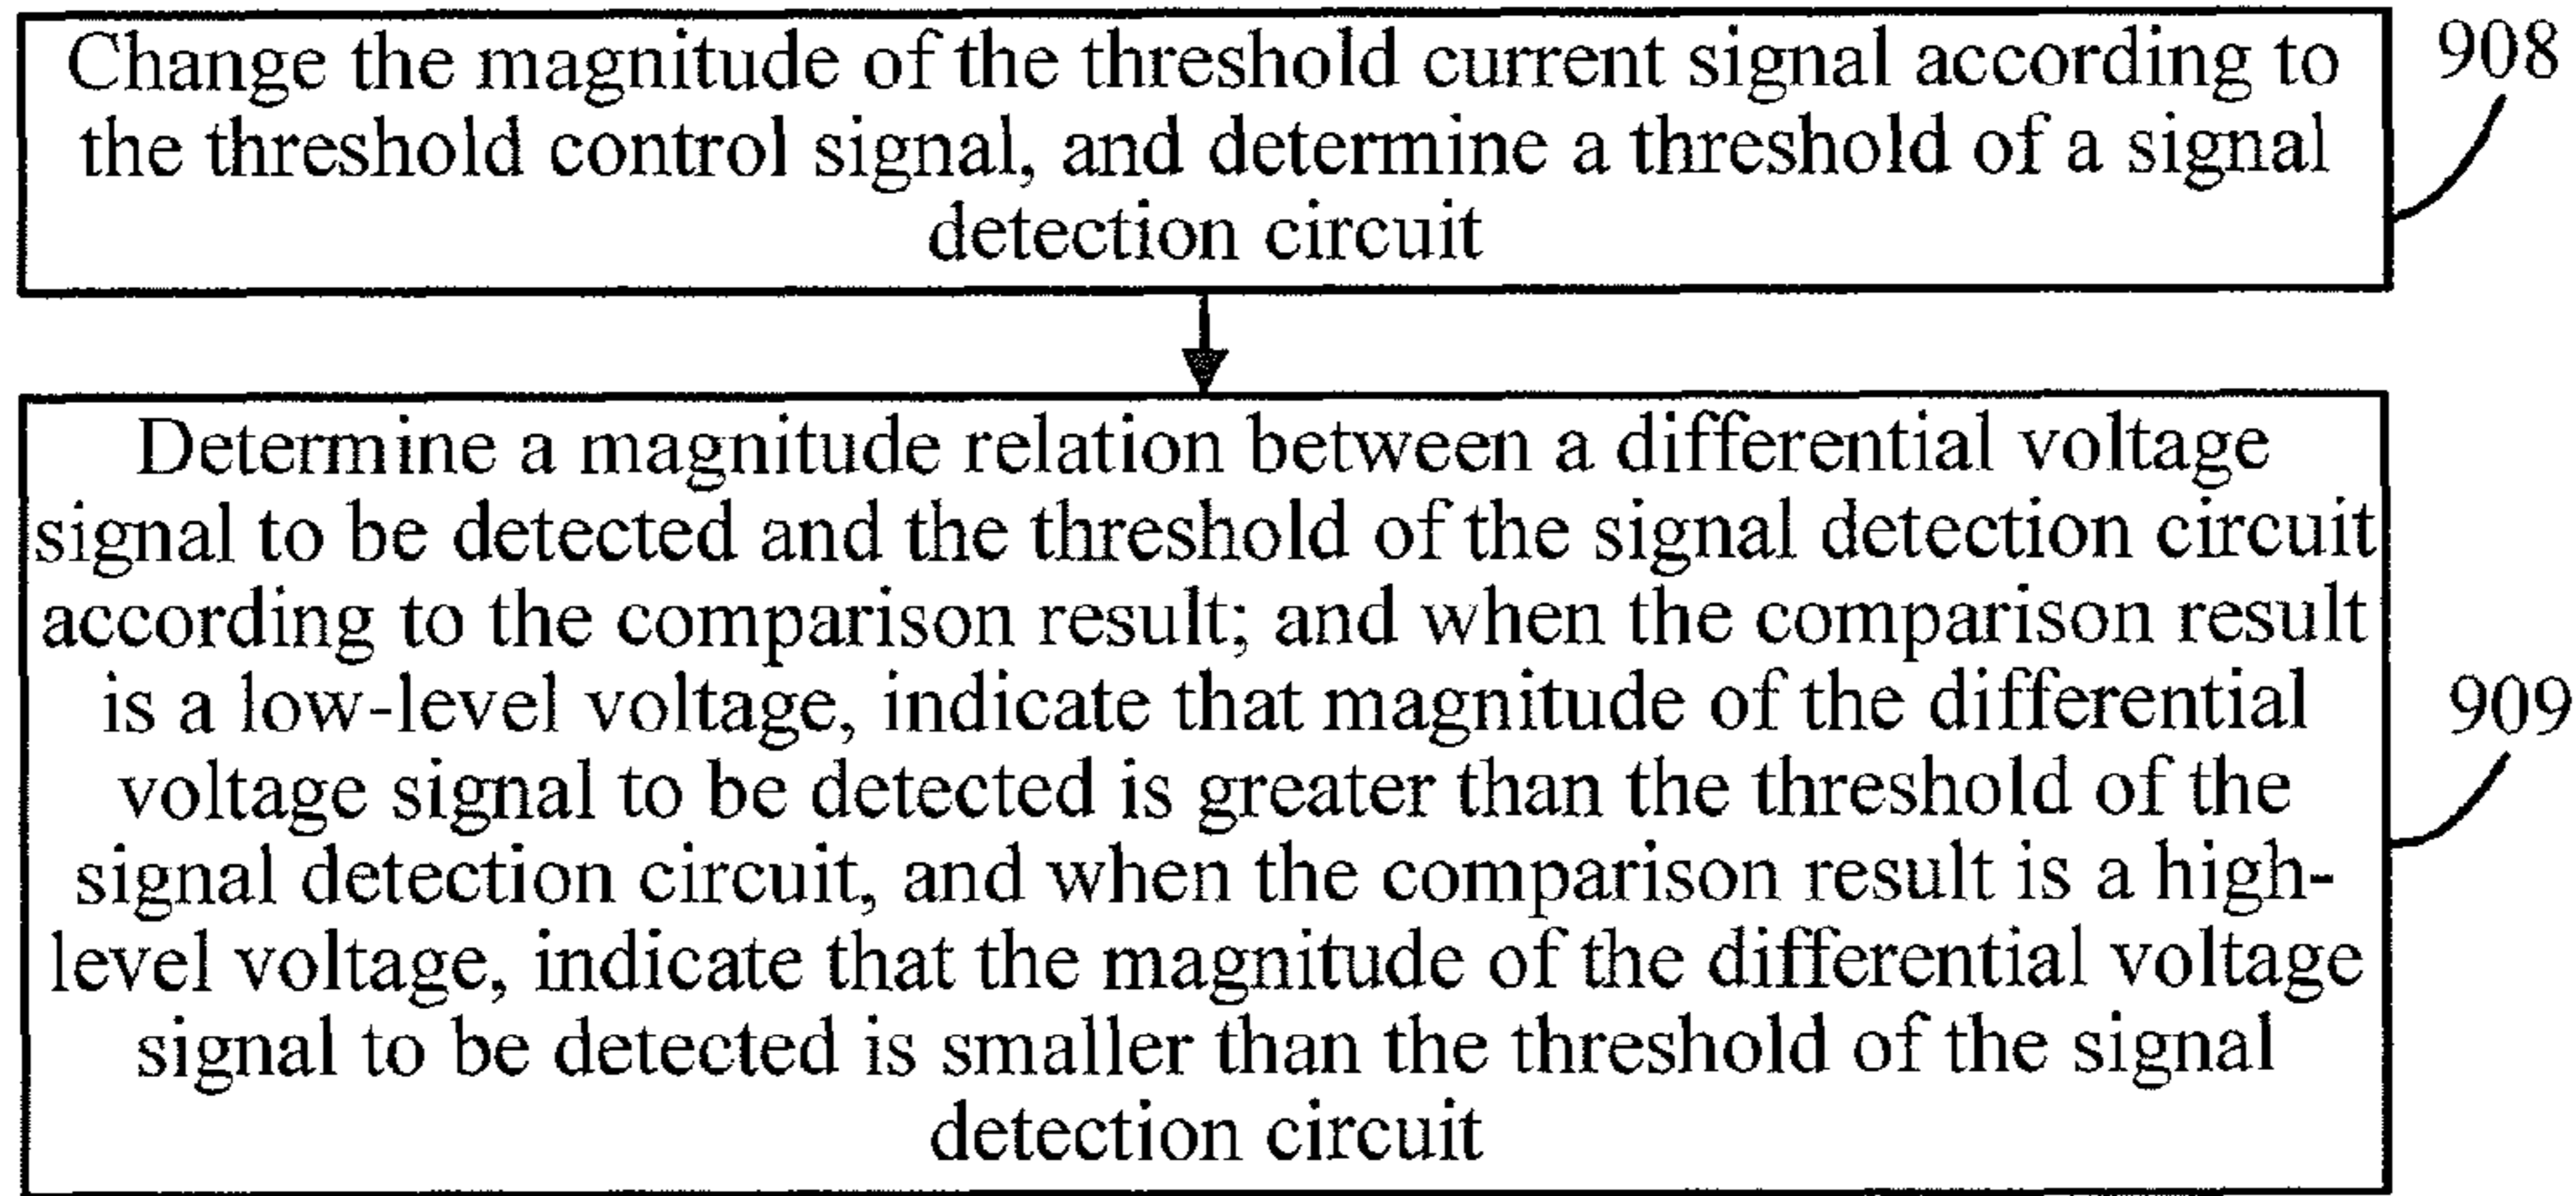 Change the magnitude of the threshold current signal according to
the threshold control signal, and determine a threshold of a signal
detection circuit
908
Determine a magnitude relation between a differential voltage
signal to be detected and the threshold of the signal detection circuit
according to the comparison result; and when the comparison result
is a low-level voltage, indicate that magnitude of the differential
voltage signal to be detected is greater than the threshold of the
signal detection circuit, and when the comparison result is a high-
level voltage, indicate that the magnitude of the differential voltage
signal to be detected is smaller than the threshold of the signal
detection circuit
909